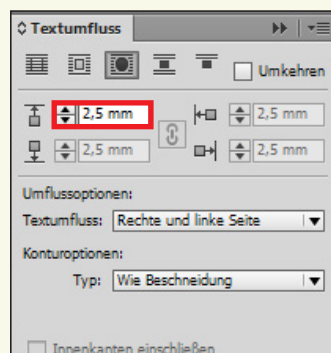 Textumfluss
Umkehren
2,5 mm 2,5 mm
2,5 mm 2,5 mm
Umflussoptionen:
Textumfluss: Rechte und linke Seite
Konturoptionen:
Typ: Wie Beschneidung
Innenkanten einschließen